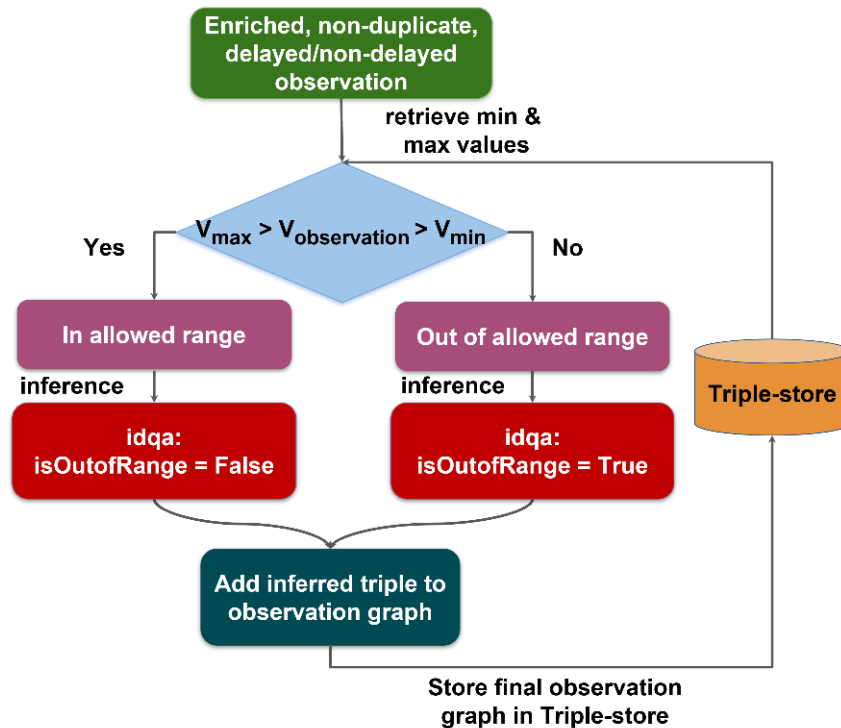 Enriched, non-duplicate,
delayed/non-delayed
observation
retrieve min &
max values
Vmax > Vobservation > Vmin
Yes
No
In allowed range
Out of allowed range
inference
inference
Triple-store
idqa:
isOutofRange = False
idqa:
isOutofRange = True
Add inferred triple to
observation graph
Store final observation
graph in Triple-store